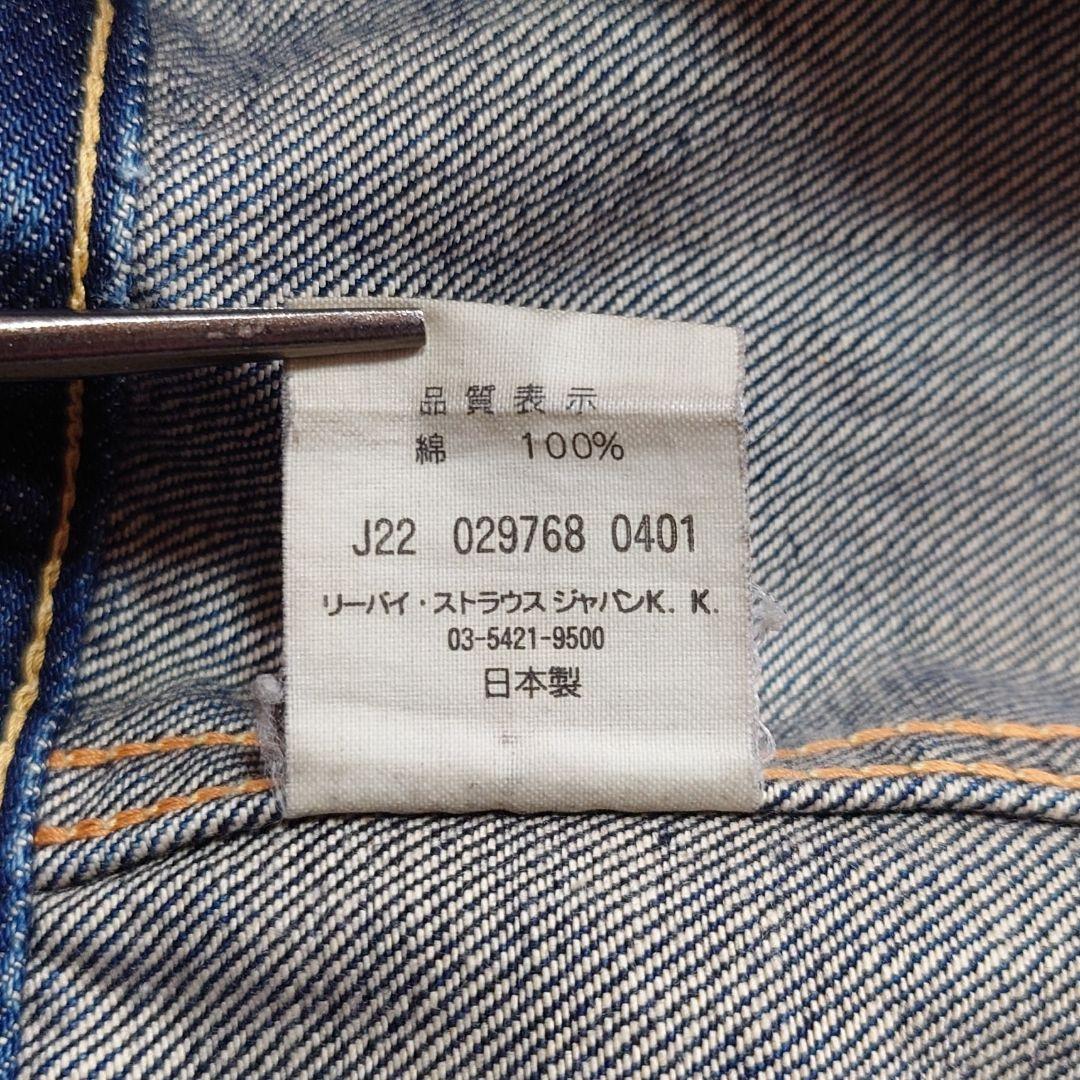 品質表示
綿 100%
J22 029768 0401
リーバイ・ストラウス ジャパンK. K.
03-5421-9500
日本製